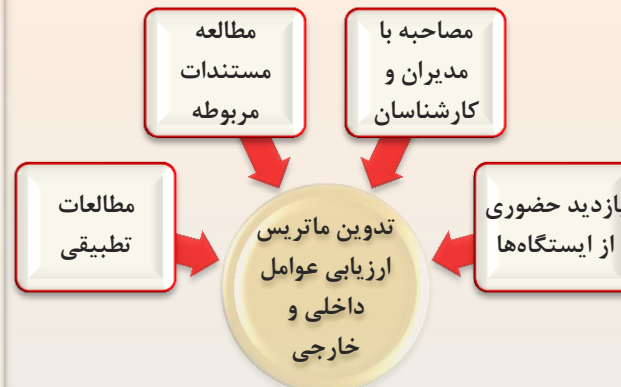 مصاحبه با
مدیران و
کارشناسان
مطالعه
مستندات
مربوطه
بازدید حضوری
از ایستگاه‌ها
مطالعات
تطبیقی
تدوین ماتریس
ارزیابی عوامل
داخلی و
خارجی